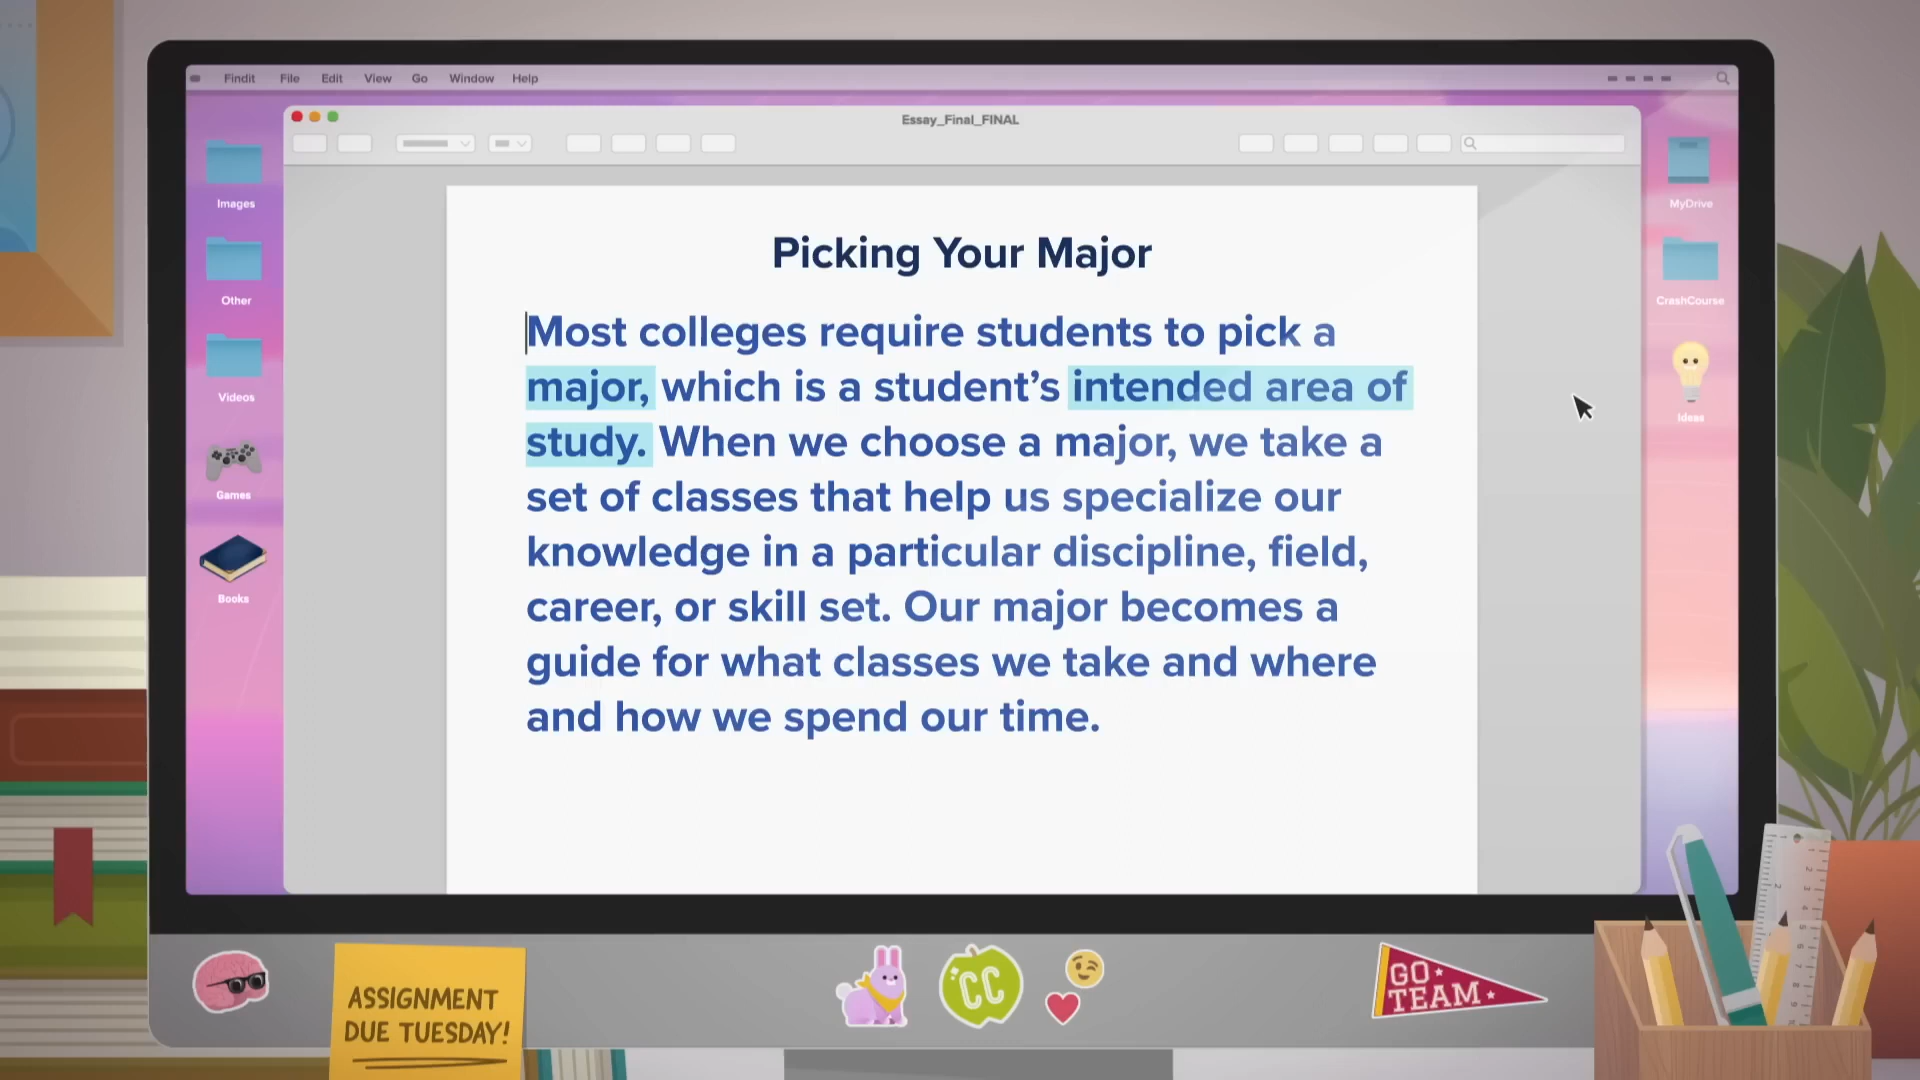 Findit File Edit View Go Window Help
Essay_Final_FINAL
Images
Other
Videos
Games
Books
MyDrive
CrashCourse
Ideas
Picking Your Major
Most colleges require students to pick a
major, which is a student’s intended area of
study. When we choose a major, we take a
set of classes that help us specialize our
knowledge in a particular discipline, field,
career, or skill set. Our major becomes a
guide for what classes we take and where
and how we spend our time.
ASSIGNMENT
DUE TUESDAY!
CC
GO
TEAM